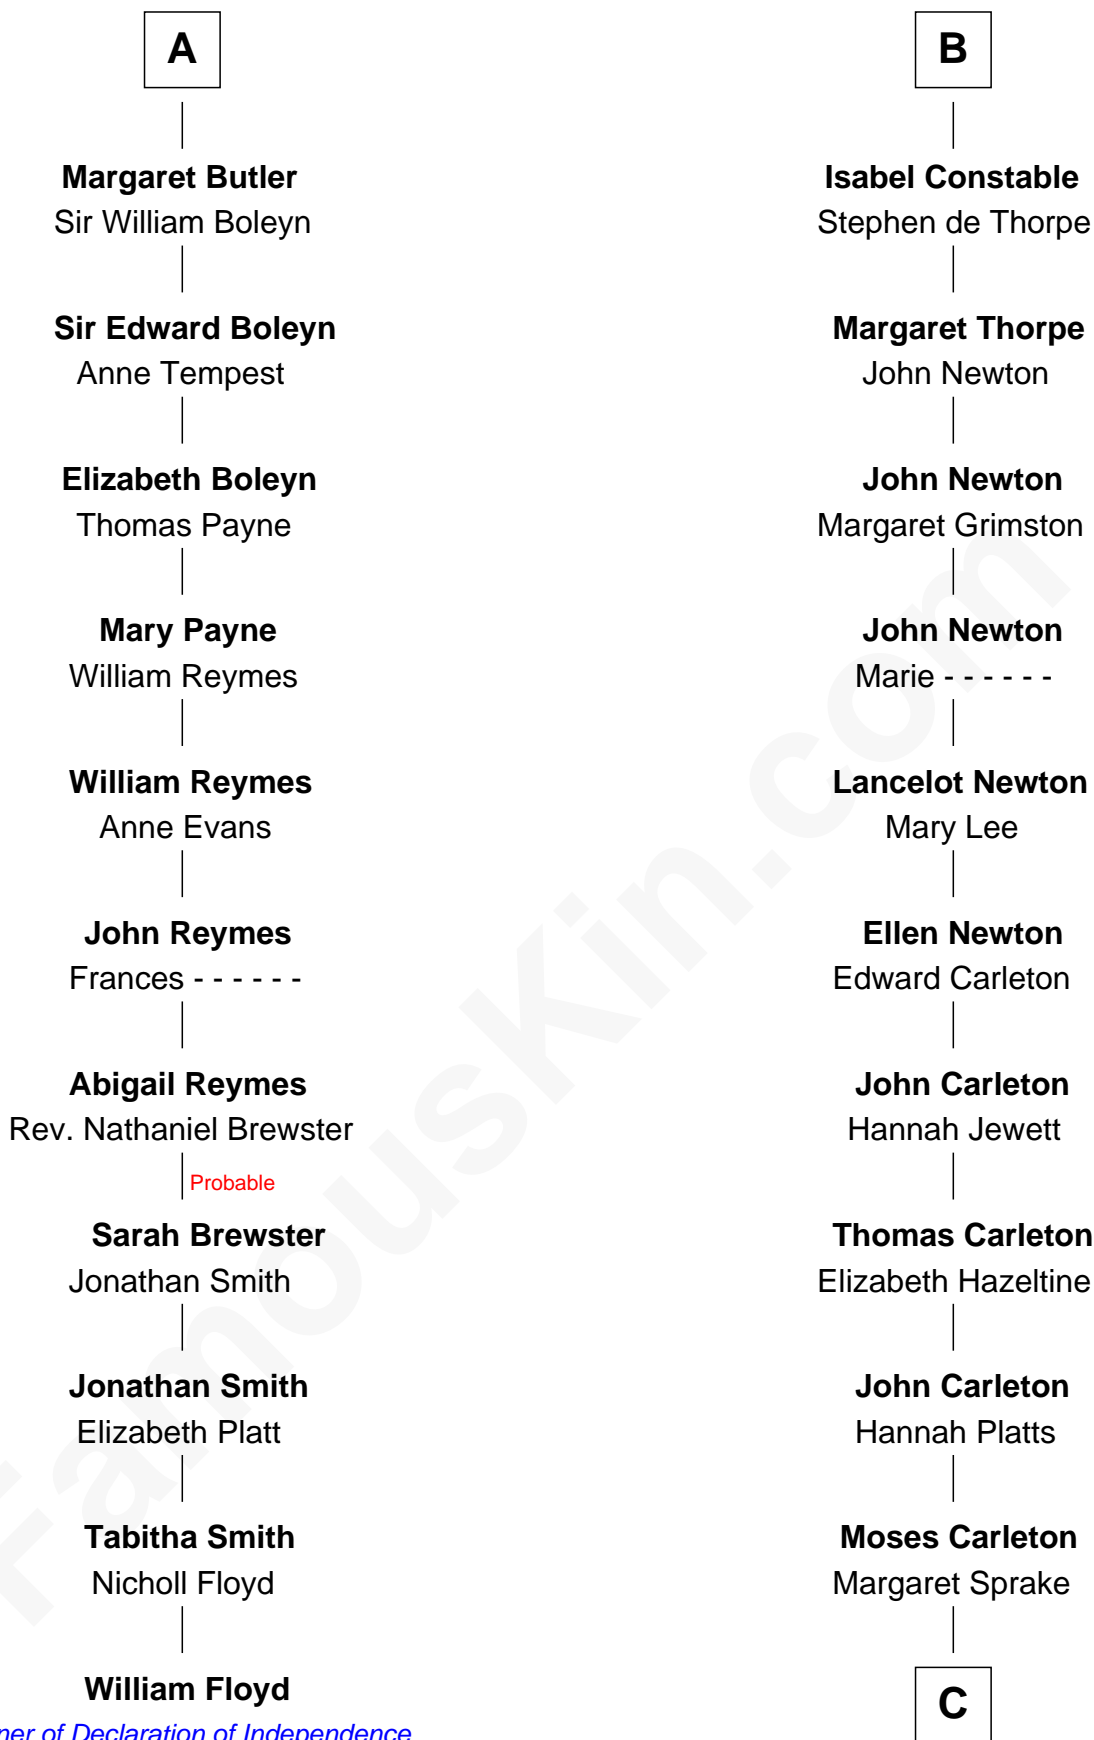 A
Margaret Butler
Sir William Boleyn
Sir Edward Boleyn
Anne Tempest
Elizabeth Boleyn
Thomas Payne
Mary Payne
William Reymes
William Reymes
Anne Evans
John Reymes
Frances - - - - - -
Abigail Reymes
Rev. Nathaniel Brewster
Probable
Sarah Brewster
Jonathan Smith
Jonathan Smith
Elizabeth Platt
Tabitha Smith
Nicholl Floyd
William Floyd
ner of Declaration of Independence
B
Isabel Constable
Stephen de Thorpe
Margaret Thorpe
John Newton
John Newton
Margaret Grimston
John Newton
Marie - - - - - -
Lancelot Newton
Mary Lee
Ellen Newton
Edward Carleton
John Carleton
Hannah Jewett
Thomas Carleton
Elizabeth Hazeltine
John Carleton
Hannah Platts
Moses Carleton
Margaret Sprake
C
FamousKin.com